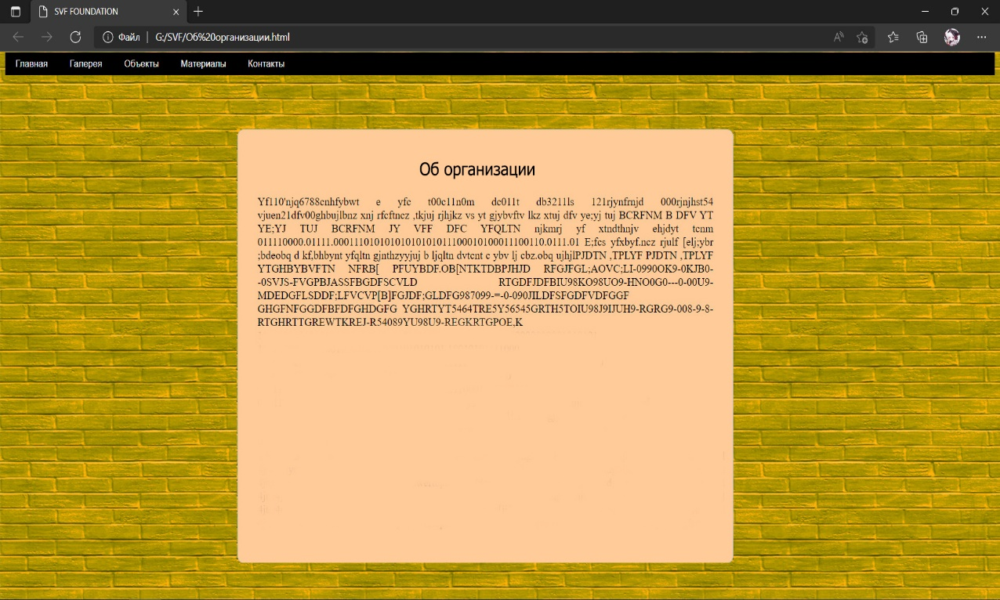 SVF FOUNDATION
Файл | G:/SVF/Об%20организации.html
Главная Галерея Объекты Материалы Контакты
Об организации
Yf110'njq6788cnhfybwt e yfc t00c11n0m dc011t db3211ls 121rjynfrnjd 000rjnjhst54
vjuen21dfv00ghbujlbnz xnj rfcftncz ,tkjuj rjhjkz vs yt gjybvftv lkz xtuj dfv ye;yj tuj BCRFNM B DFV YT
YE;YJ TUJ BCRFNM JY VFF DFC YFQLTN njkmrj yf xtndthnjv ehjdyt tcnm
011110000.01111.00011101010101010101011100010100011100110.0111.01 E;fcs yfxbyf.ncz rjulf [elj;ybr
;bdeobq d kf,bhbynt yfqltn gjnthzyyjuj b ljqltn dvtcnt c ybv lj cbz.obq ujhjlPJDTN ,TPLYF PJDTN ,TPLYF
YTGHBYBVFTN NFRB[ PFUYBDF.OB[NTKTDBPJHJD RFGJFGL;AOVC;LI-0990OK9-0KJB0-
-0SVJS-FVGPBJASSFBGDFSCVLD RTGDFJDFBIU98KO98UO9-HNO0G0---0-00U9-
MDEDGFLSDDF;LFVCVP[B]FGJDF;GLDFG987099-=-0-090JILDFSFGDFVDFGGF
GHGFNFGGDFBFDFGHDGFG YGHRTYT5464TRE5Y56545GRTH5TOIU98J9IJUH9-RGRG9-008-9-8-
RTGHRTTGREWTKREJ-R54089YU98U9-REGKRTGPOE,K